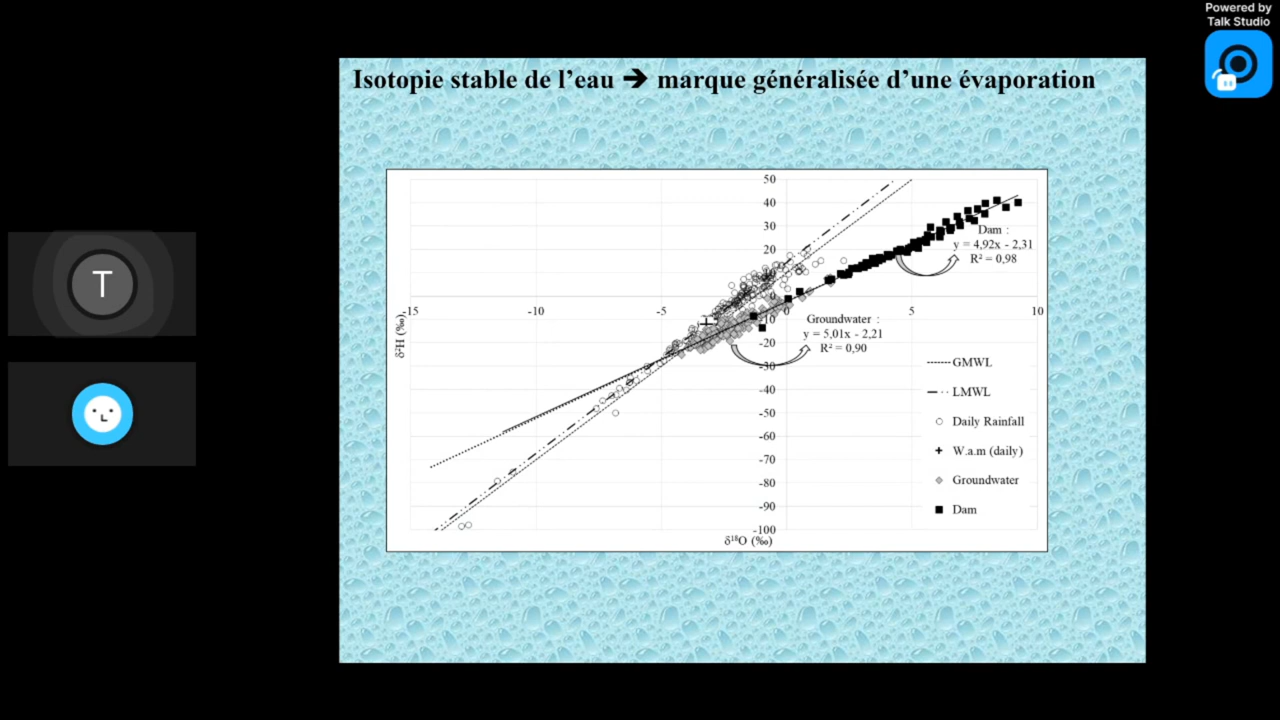 Powered by
Talk Studio
Isotopie stable de l’eau ➔ marque généralisée d’une évaporation
T
50
40
30
20
10
0
-10
-20
-30
-40
-50
-60
-70
-80
-90
-100
-15
-10
-5
0
5
10
δ²H (‰)
δ¹⁸O (‰)
Dam :
y = 4,92x - 2,31
R² = 0,98
Groundwater :
y = 5,01x - 2,21
R² = 0,90
GMWL
LMWL
Daily Rainfall
W.a.m (daily)
Groundwater
Dam